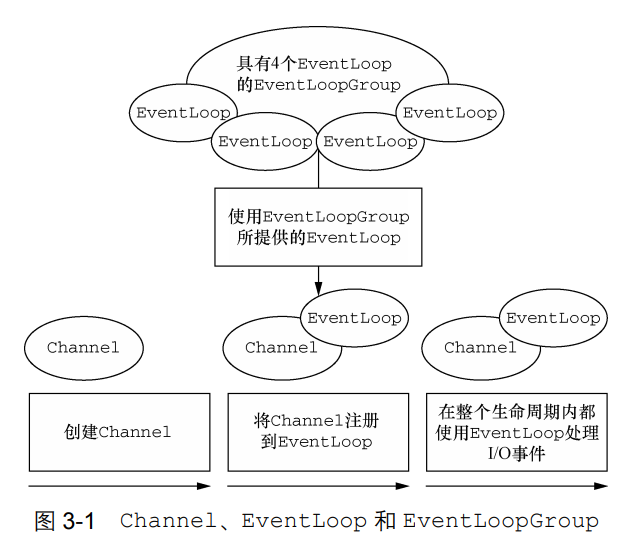 具有4个EventLoop
的EventLoopGroup
EventLoop
EventLoop
EventLoop
EventLoop
使用EventLoopGroup
所提供的EventLoop
Channel
Channel
EventLoop
Channel
EventLoop
创建Channel
将Channel注册
到EventLoop
在整个生命周期内都
使用EventLoop处理
I/O事件
图 3-1 Channel、EventLoop 和 EventLoopGroup